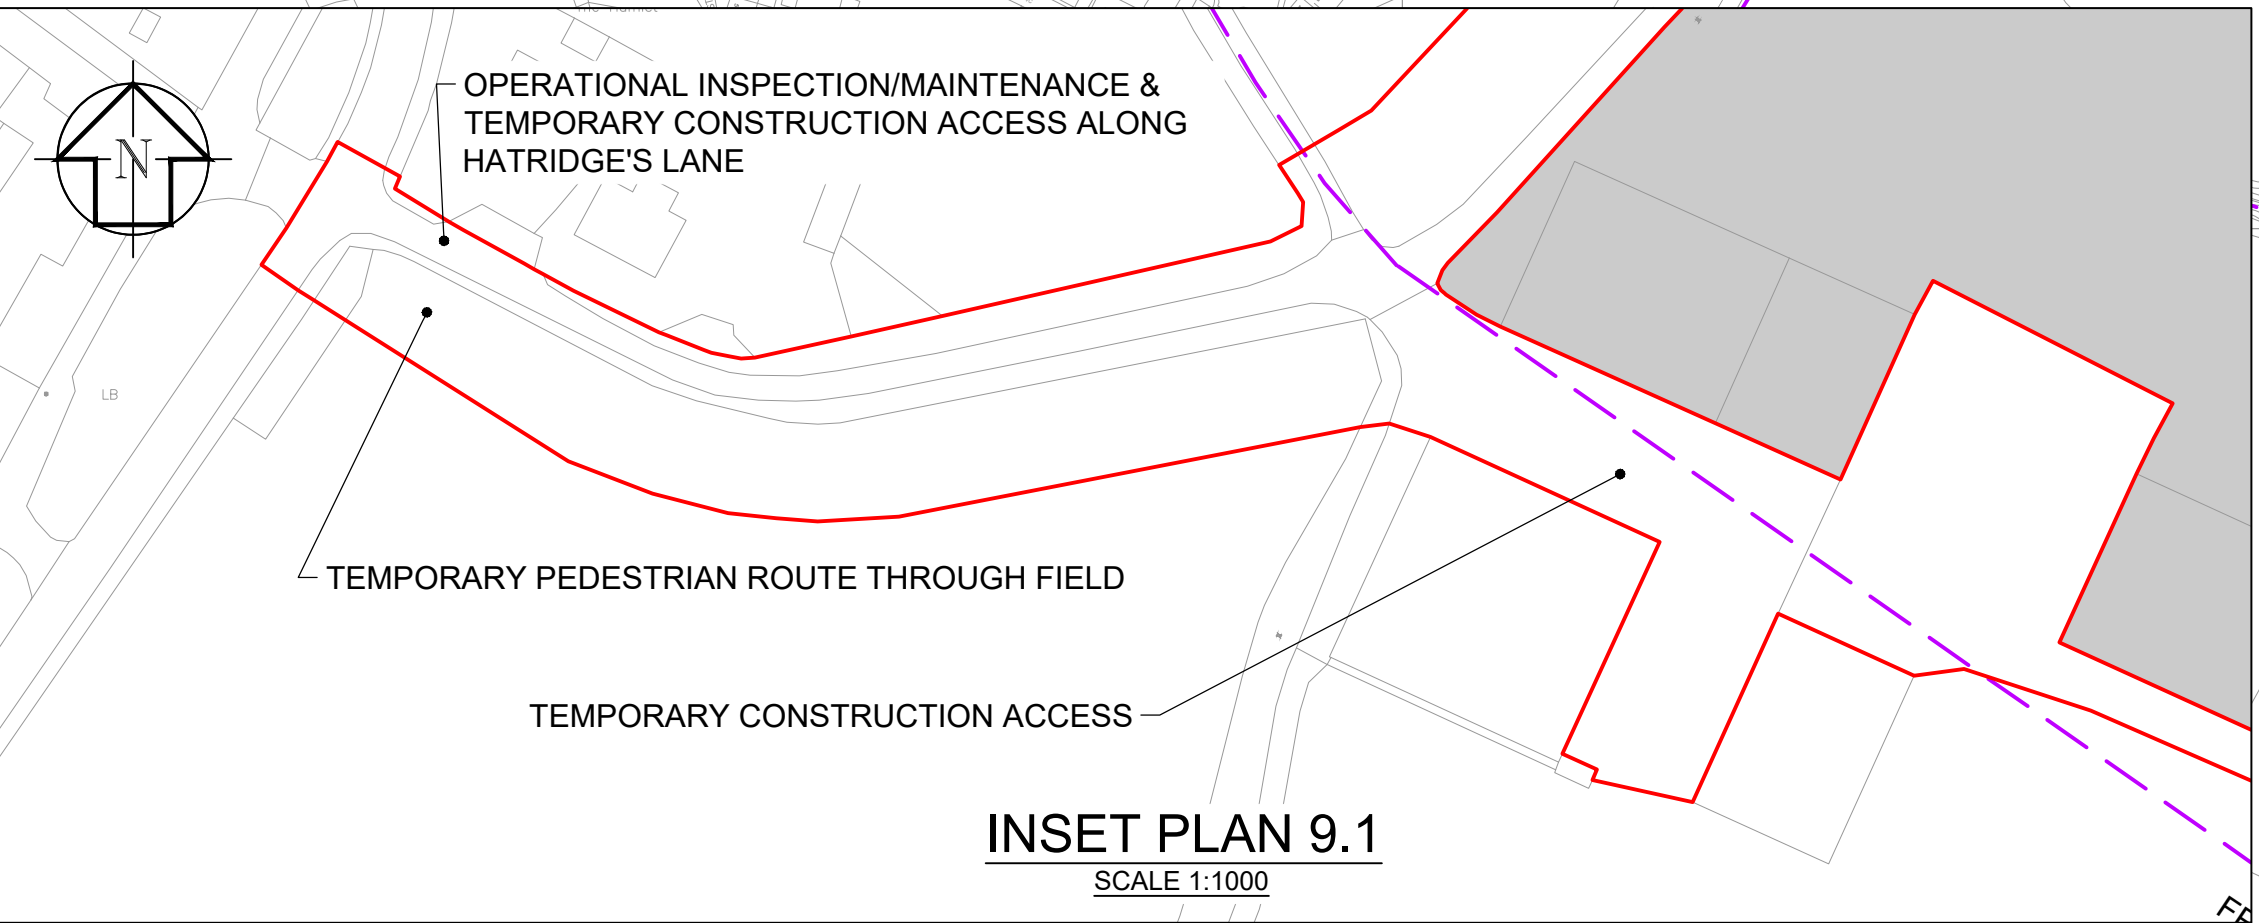 N
OPERATIONAL INSPECTION/MAINTENANCE &
TEMPORARY CONSTRUCTION ACCESS ALONG
HATRIDGE'S LANE
LB
TEMPORARY PEDESTRIAN ROUTE THROUGH FIELD
TEMPORARY CONSTRUCTION ACCESS
INSET PLAN 9.1
SCALE 1:1000